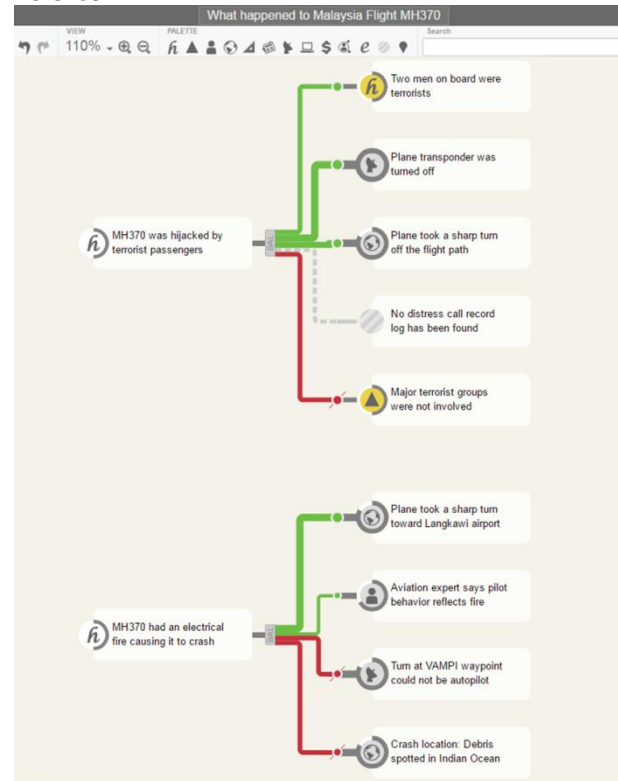 What happened to Malaysia Flight MH370
VIEW
PALETTE
Search
110%
Two men on board were
terrorists
Plane transponder was
turned off
MH370 was hijacked by
terrorist passengers
BAL
Plane took a sharp turn
off the flight path
No distress call record
log has been found
Major terrorist groups
were not involved
Plane took a sharp turn
toward Langkawi airport
Aviation expert says pilot
behavior reflects fire
MH370 had an electrical
fire causing it to crash
BAL
Turn at VAMPI waypoint
could not be autopilot
Crash location: Debris
spotted in Indian Ocean